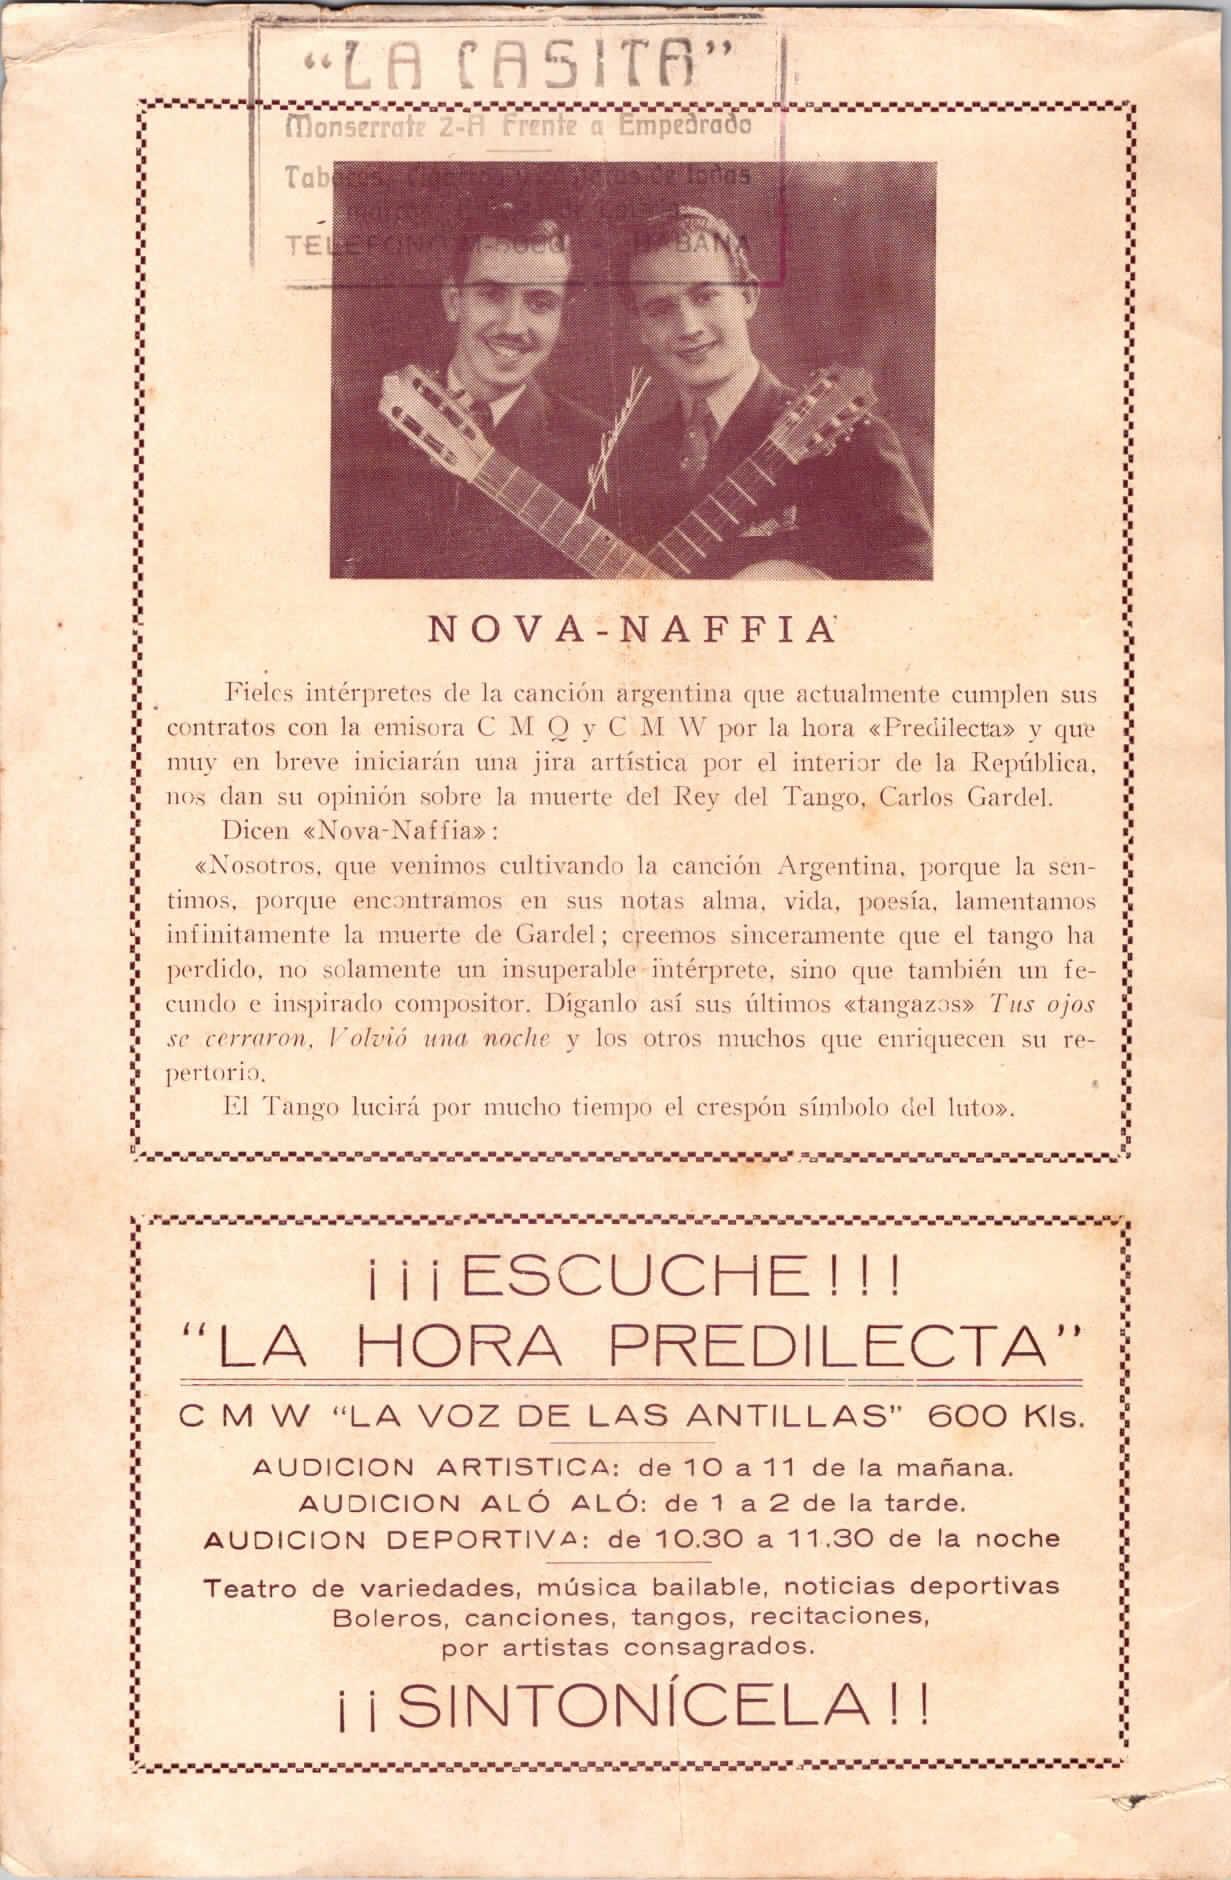 "LA CASITA"
Monserrate 2-A Frente a Empedrado
Tabacos, y de todas
TELEFONO HABANA
NOVA-NAFFIA
Fieles intérpretes de la canción argentina que actualmente cumplen sus
contratos con la emisora C M Q y C M W por la hora «Predilecta» y que
muy en breve iniciarán una jira artística por el interior de la República,
nos dan su opinión sobre la muerte del Rey del Tango, Carlos Gardel.
Dicen «Nova-Naffia»:
«Nosotros, que venimos cultivando la canción Argentina, porque la sen-
timos, porque encontramos en sus notas alma, vida, poesía, lamentamos
infinitamente la muerte de Gardel; creemos sinceramente que el tango ha
perdido, no solamente un insuperable intérprete, sino que también un fe-
cundo e inspirado compositor. Díganlo así sus últimos «tangazos» Tus ojos
se cerraron, Volvió una noche y los otros muchos que enriquecen su re-
pertorio.
El Tango lucirá por mucho tiempo el crespón símbolo del luto».
¡¡¡ESCUCHE!!!
"LA HORA PREDILECTA"
C M W "LA VOZ DE LAS ANTILLAS" 600 Kls.
AUDICION ARTISTICA: de 10 a 11 de la mañana.
AUDICION ALÓ ALÓ: de 1 a 2 de la tarde.
AUDICION DEPORTIVA: de 10.30 a 11.30 de la noche
Teatro de variedades, música bailable, noticias deportivas
Boleros, canciones, tangos, recitaciones,
por artistas consagrados.
¡¡SINTONÍCELA!!